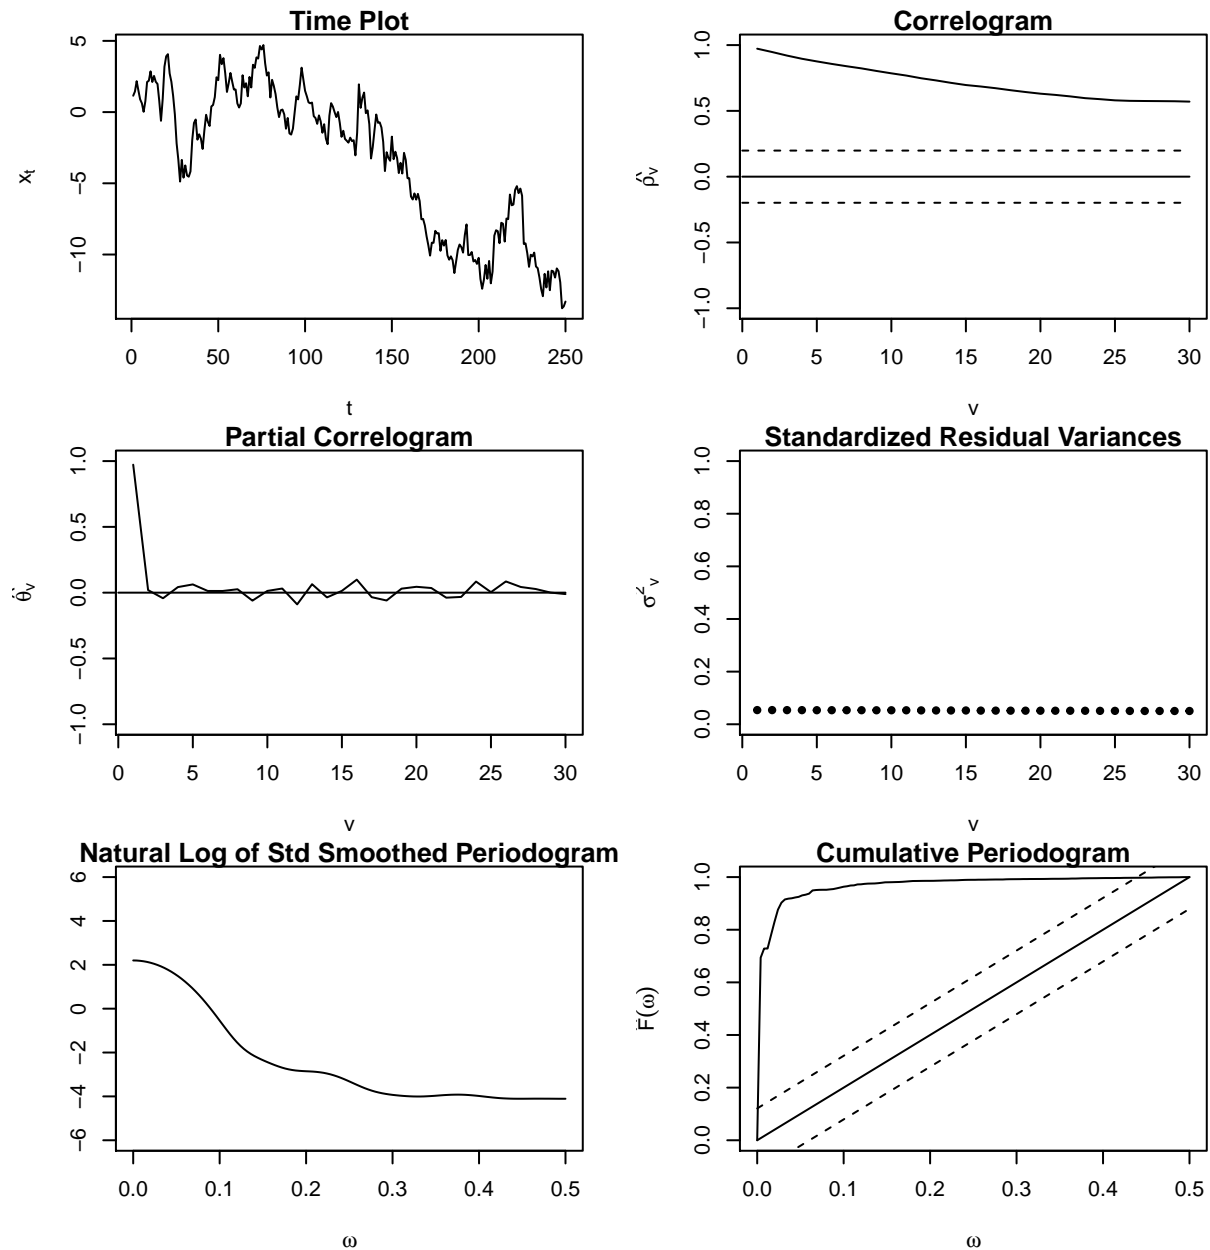 Time Plot
5
0
−5
−10
x_t
0 50 100 150 200 250
t
Correlogram
1.0
0.5
0.0
−0.5
−1.0
ρ̂_v
0 5 10 15 20 25 30
v
Partial Correlogram
1.0
0.5
0.0
−0.5
−1.0
θ̂_v
0 5 10 15 20 25 30
v
Standardized Residual Variances
1.0
0.8
0.6
0.4
0.2
0.0
σ̂²_v
0 5 10 15 20 25 30
v
Natural Log of Std Smoothed Periodogram
6
4
2
0
−2
−4
−6
0.0 0.1 0.2 0.3 0.4 0.5
ω
Cumulative Periodogram
1.0
0.8
0.6
0.4
0.2
0.0
F̂(ω)
0.0 0.1 0.2 0.3 0.4 0.5
ω